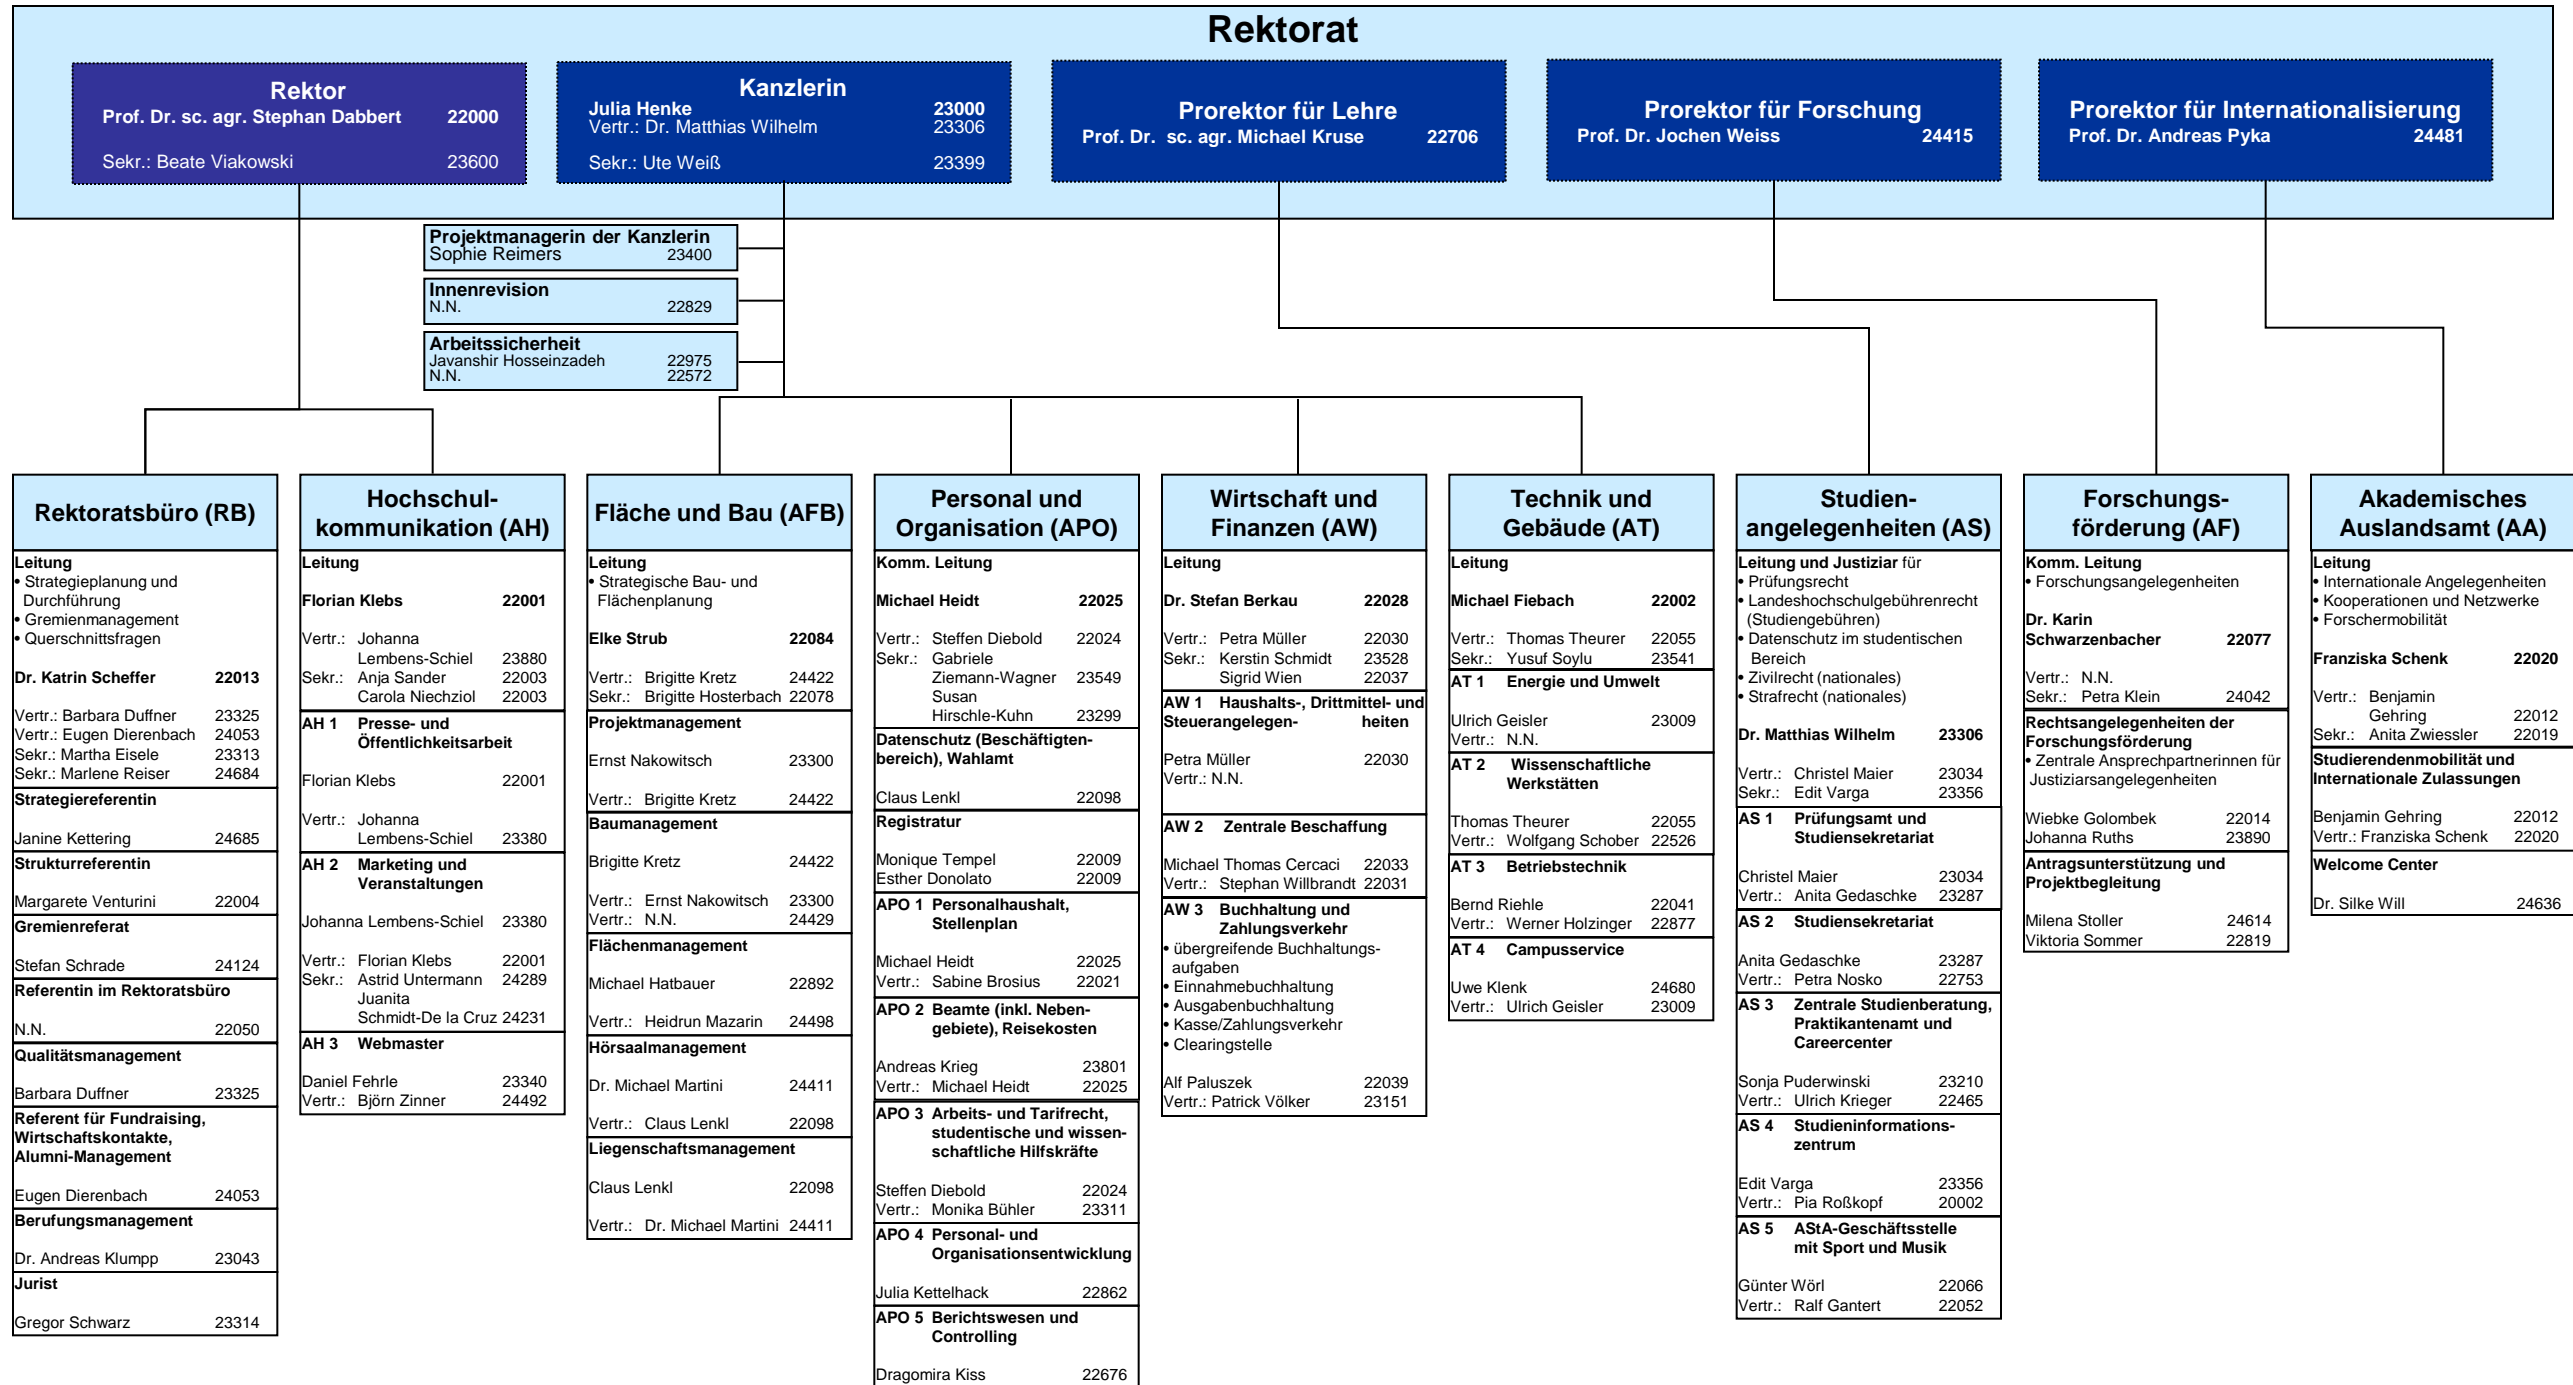 Rektorat
Rektor
Prof. Dr. sc. agr. Stephan Dabbert 22000
Sekr.: Beate Viakowski 23600
Kanzlerin
Julia Henke 23000
Vertr.: Dr. Matthias Wilhelm 23306
Sekr.: Ute Weiß 23399
Prorektor für Lehre
Prof. Dr. sc. agr. Michael Kruse 22706
Prorektor für Forschung
Prof. Dr. Jochen Weiss 24415
Prorektor für Internationalisierung
Prof. Dr. Andreas Pyka 24481
Projektmanagerin der Kanzlerin
Sophie Reimers 23400
Innenrevision
N.N. 22829
Arbeitssicherheit
Javanshir Hosseinzadeh 22975
N.N. 22572
Rektoratsbüro (RB)
Leitung
• Strategieplanung und
Durchführung
• Gremienmanagement
• Querschnittsfragen
Dr. Katrin Scheffer 22013
Vertr.: Barbara Duffner 23325
Vertr.: Eugen Dierenbach 24053
Sekr.: Martha Eisele 23313
Sekr.: Marlene Reiser 24684
Strategiereferentin
Janine Kettering 24685
Strukturreferentin
Margarete Venturini 22004
Gremienreferat
Stefan Schrade 24124
Referentin im Rektoratsbüro
N.N. 22050
Qualitätsmanagement
Barbara Duffner 23325
Referent für Fundraising,
Wirtschaftskontakte,
Alumni-Management
Eugen Dierenbach 24053
Berufungsmanagement
Dr. Andreas Klumpp 23043
Jurist
Gregor Schwarz 23314
Hochschul-
kommunikation (AH)
Leitung
Florian Klebs 22001
Vertr.: Johanna
Lembens-Schiel 23880
Sekr.: Anja Sander 22003
Carola Niechziol 22003
AH 1 Presse- und
Öffentlichkeitsarbeit
Florian Klebs 22001
Vertr.: Johanna
Lembens-Schiel 23380
AH 2 Marketing und
Veranstaltungen
Johanna Lembens-Schiel 23380
Vertr.: Florian Klebs 22001
Sekr.: Astrid Untermann 24289
Juanita
Schmidt-De la Cruz 24231
AH 3 Webmaster
Daniel Fehrle 23340
Vertr.: Björn Zinner 24492
Fläche und Bau (AFB)
Leitung
• Strategische Bau- und
Flächenplanung
Elke Strub 22084
Vertr.: Brigitte Kretz 24422
Sekr.: Brigitte Hosterbach 22078
Projektmanagement
Ernst Nakowitsch 23300
Vertr.: Brigitte Kretz 24422
Baumanagement
Brigitte Kretz 24422
Vertr.: Ernst Nakowitsch 23300
Vertr.: N.N. 24429
Flächenmanagement
Michael Hatbauer 22892
Vertr.: Heidrun Mazarin 24498
Hörsaalmanagement
Dr. Michael Martini 24411
Vertr.: Claus Lenkl 22098
Liegenschaftsmanagement
Claus Lenkl 22098
Vertr.: Dr. Michael Martini 24411
Personal und
Organisation (APO)
Komm. Leitung
Michael Heidt 22025
Vertr.: Steffen Diebold 22024
Sekr.: Gabriele
Ziemann-Wagner 23549
Susan
Hirschle-Kuhn 23299
Datenschutz (Beschäftigten-
bereich), Wahlamt
Claus Lenkl 22098
Registratur
Monique Tempel 22009
Esther Donolato 22009
APO 1 Personalhaushalt,
Stellenplan
Michael Heidt 22025
Vertr.: Sabine Brosius 22021
APO 2 Beamte (inkl. Neben-
gebiete), Reisekosten
Andreas Krieg 23801
Vertr.: Michael Heidt 22025
APO 3 Arbeits- und Tarifrecht,
studentische und wissen-
schaftliche Hilfskräfte
Steffen Diebold 22024
Vertr.: Monika Bühler 23311
APO 4 Personal- und
Organisationsentwicklung
Julia Kettelhack 22862
APO 5 Berichtswesen und
Controlling
Dragomira Kiss 22676
Wirtschaft und
Finanzen (AW)
Leitung
Dr. Stefan Berkau 22028
Vertr.: Petra Müller 22030
Sekr.: Kerstin Schmidt 23528
Sigrid Wien 22037
AW 1 Haushalts-, Drittmittel- und
Steuerangelegen- heiten
Petra Müller 22030
Vertr.: N.N.
AW 2 Zentrale Beschaffung
Michael Thomas Cercaci 22033
Vertr.: Stephan Willbrandt 22031
AW 3 Buchhaltung und
Zahlungsverkehr
• übergreifende Buchhaltungs-
aufgaben
• Einnahmebuchhaltung
• Ausgabenbuchhaltung
• Kasse/Zahlungsverkehr
• Clearingstelle
Alf Paluszek 22039
Vertr.: Patrick Völker 23151
Technik und
Gebäude (AT)
Leitung
Michael Fiebach 22002
Vertr.: Thomas Theurer 22055
Sekr.: Yusuf Soylu 23541
AT 1 Energie und Umwelt
Ulrich Geisler 23009
Vertr.: N.N.
AT 2 Wissenschaftliche
Werkstätten
Thomas Theurer 22055
Vertr.: Wolfgang Schober 22526
AT 3 Betriebstechnik
Bernd Riehle 22041
Vertr.: Werner Holzinger 22877
AT 4 Campusservice
Uwe Klenk 24680
Vertr.: Ulrich Geisler 23009
Studien-
angelegenheiten (AS)
Leitung und Justiziar für
• Prüfungsrecht
• Landeshochschulgebührenrecht
(Studiengebühren)
• Datenschutz im studentischen
Bereich
• Zivilrecht (nationales)
• Strafrecht (nationales)
Dr. Matthias Wilhelm 23306
Vertr.: Christel Maier 23034
Sekr.: Edit Varga 23356
AS 1 Prüfungsamt und
Studiensekretariat
Christel Maier 23034
Vertr.: Anita Gedaschke 23287
AS 2 Studiensekretariat
Anita Gedaschke 23287
Vertr.: Petra Nosko 22753
AS 3 Zentrale Studienberatung,
Praktikantenamt und
Careercenter
Sonja Puderwinski 23210
Vertr.: Ulrich Krieger 22465
AS 4 Studieninformations-
zentrum
Edit Varga 23356
Vertr.: Pia Roßkopf 20002
AS 5 AStA-Geschäftsstelle
mit Sport und Musik
Günter Wörl 22066
Vertr.: Ralf Gantert 22052
Forschungs-
förderung (AF)
Komm. Leitung
• Forschungsangelegenheiten
Dr. Karin
Schwarzenbacher 22077
Vertr.: N.N.
Sekr.: Petra Klein 24042
Rechtsangelegenheiten der
Forschungsförderung
• Zentrale Ansprechpartnerinnen für
Justiziarsangelegenheiten
Wiebke Golombek 22014
Johanna Ruths 23890
Antragsunterstützung und
Projektbegleitung
Milena Stoller 24614
Viktoria Sommer 22819
Akademisches
Auslandsamt (AA)
Leitung
• Internationale Angelegenheiten
• Kooperationen und Netzwerke
• Forschermobilität
Franziska Schenk 22020
Vertr.: Benjamin
Gehring 22012
Sekr.: Anita Zwiessler 22019
Studierendenmobilität und
Internationale Zulassungen
Benjamin Gehring 22012
Vertr.: Franziska Schenk 22020
Welcome Center
Dr. Silke Will 24636